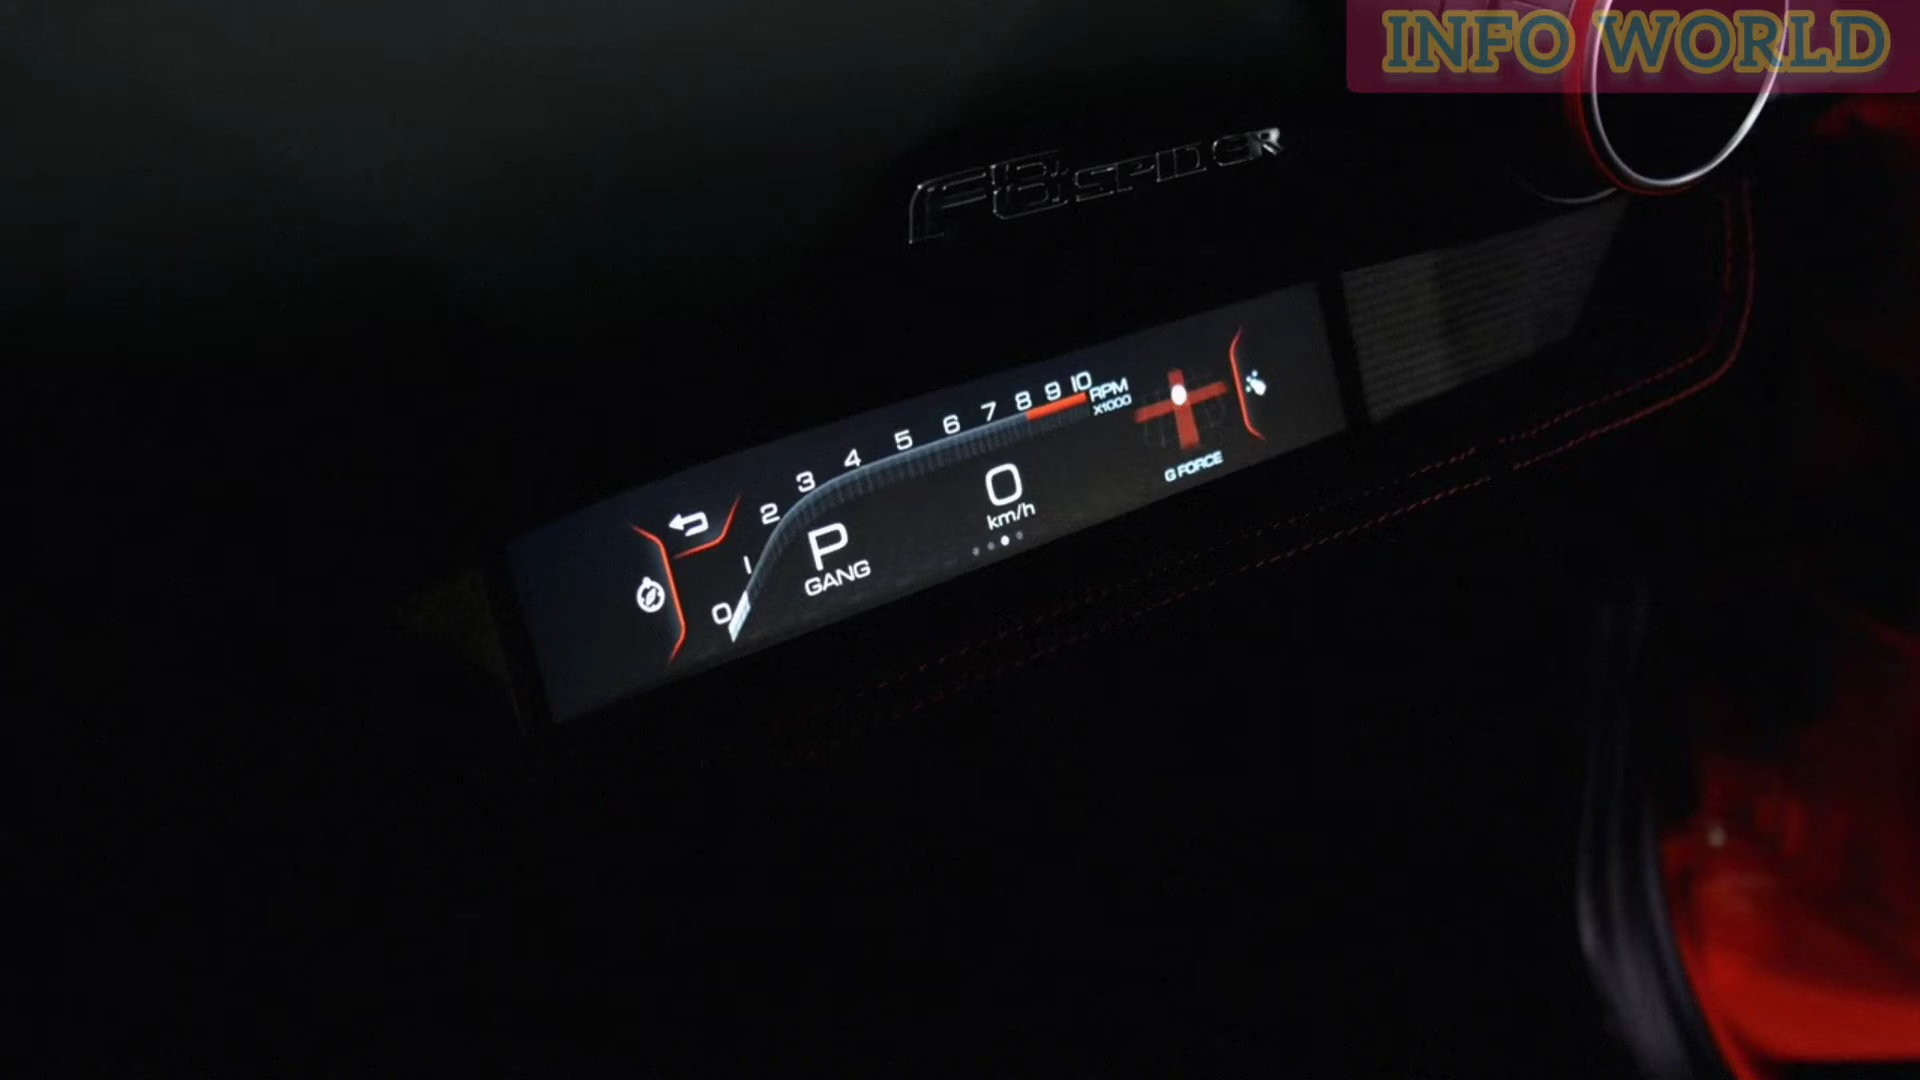 INFO WORLD
F8 SPIDER
0 1 2 3 4 5 6 7 8 9 10
RPM
X1000
P
GANG
0
km/h
G FORCE